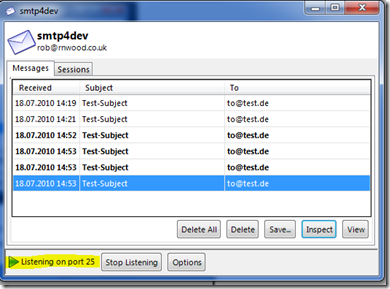 smtp4dev
smtp4dev
rob@rnwood.co.uk
Messages Sessions
Received Subject To
18.07.2010 14:19 Test-Subject to@test.de
18.07.2010 14:21 Test-Subject to@test.de
18.07.2010 14:52 Test-Subject to@test.de
18.07.2010 14:53 Test-Subject to@test.de
18.07.2010 14:53 Test-Subject to@test.de
18.07.2010 14:53 Test-Subject to@test.de
Delete All Delete Save.. Inspect View
Listening on port 25 Stop Listening Options